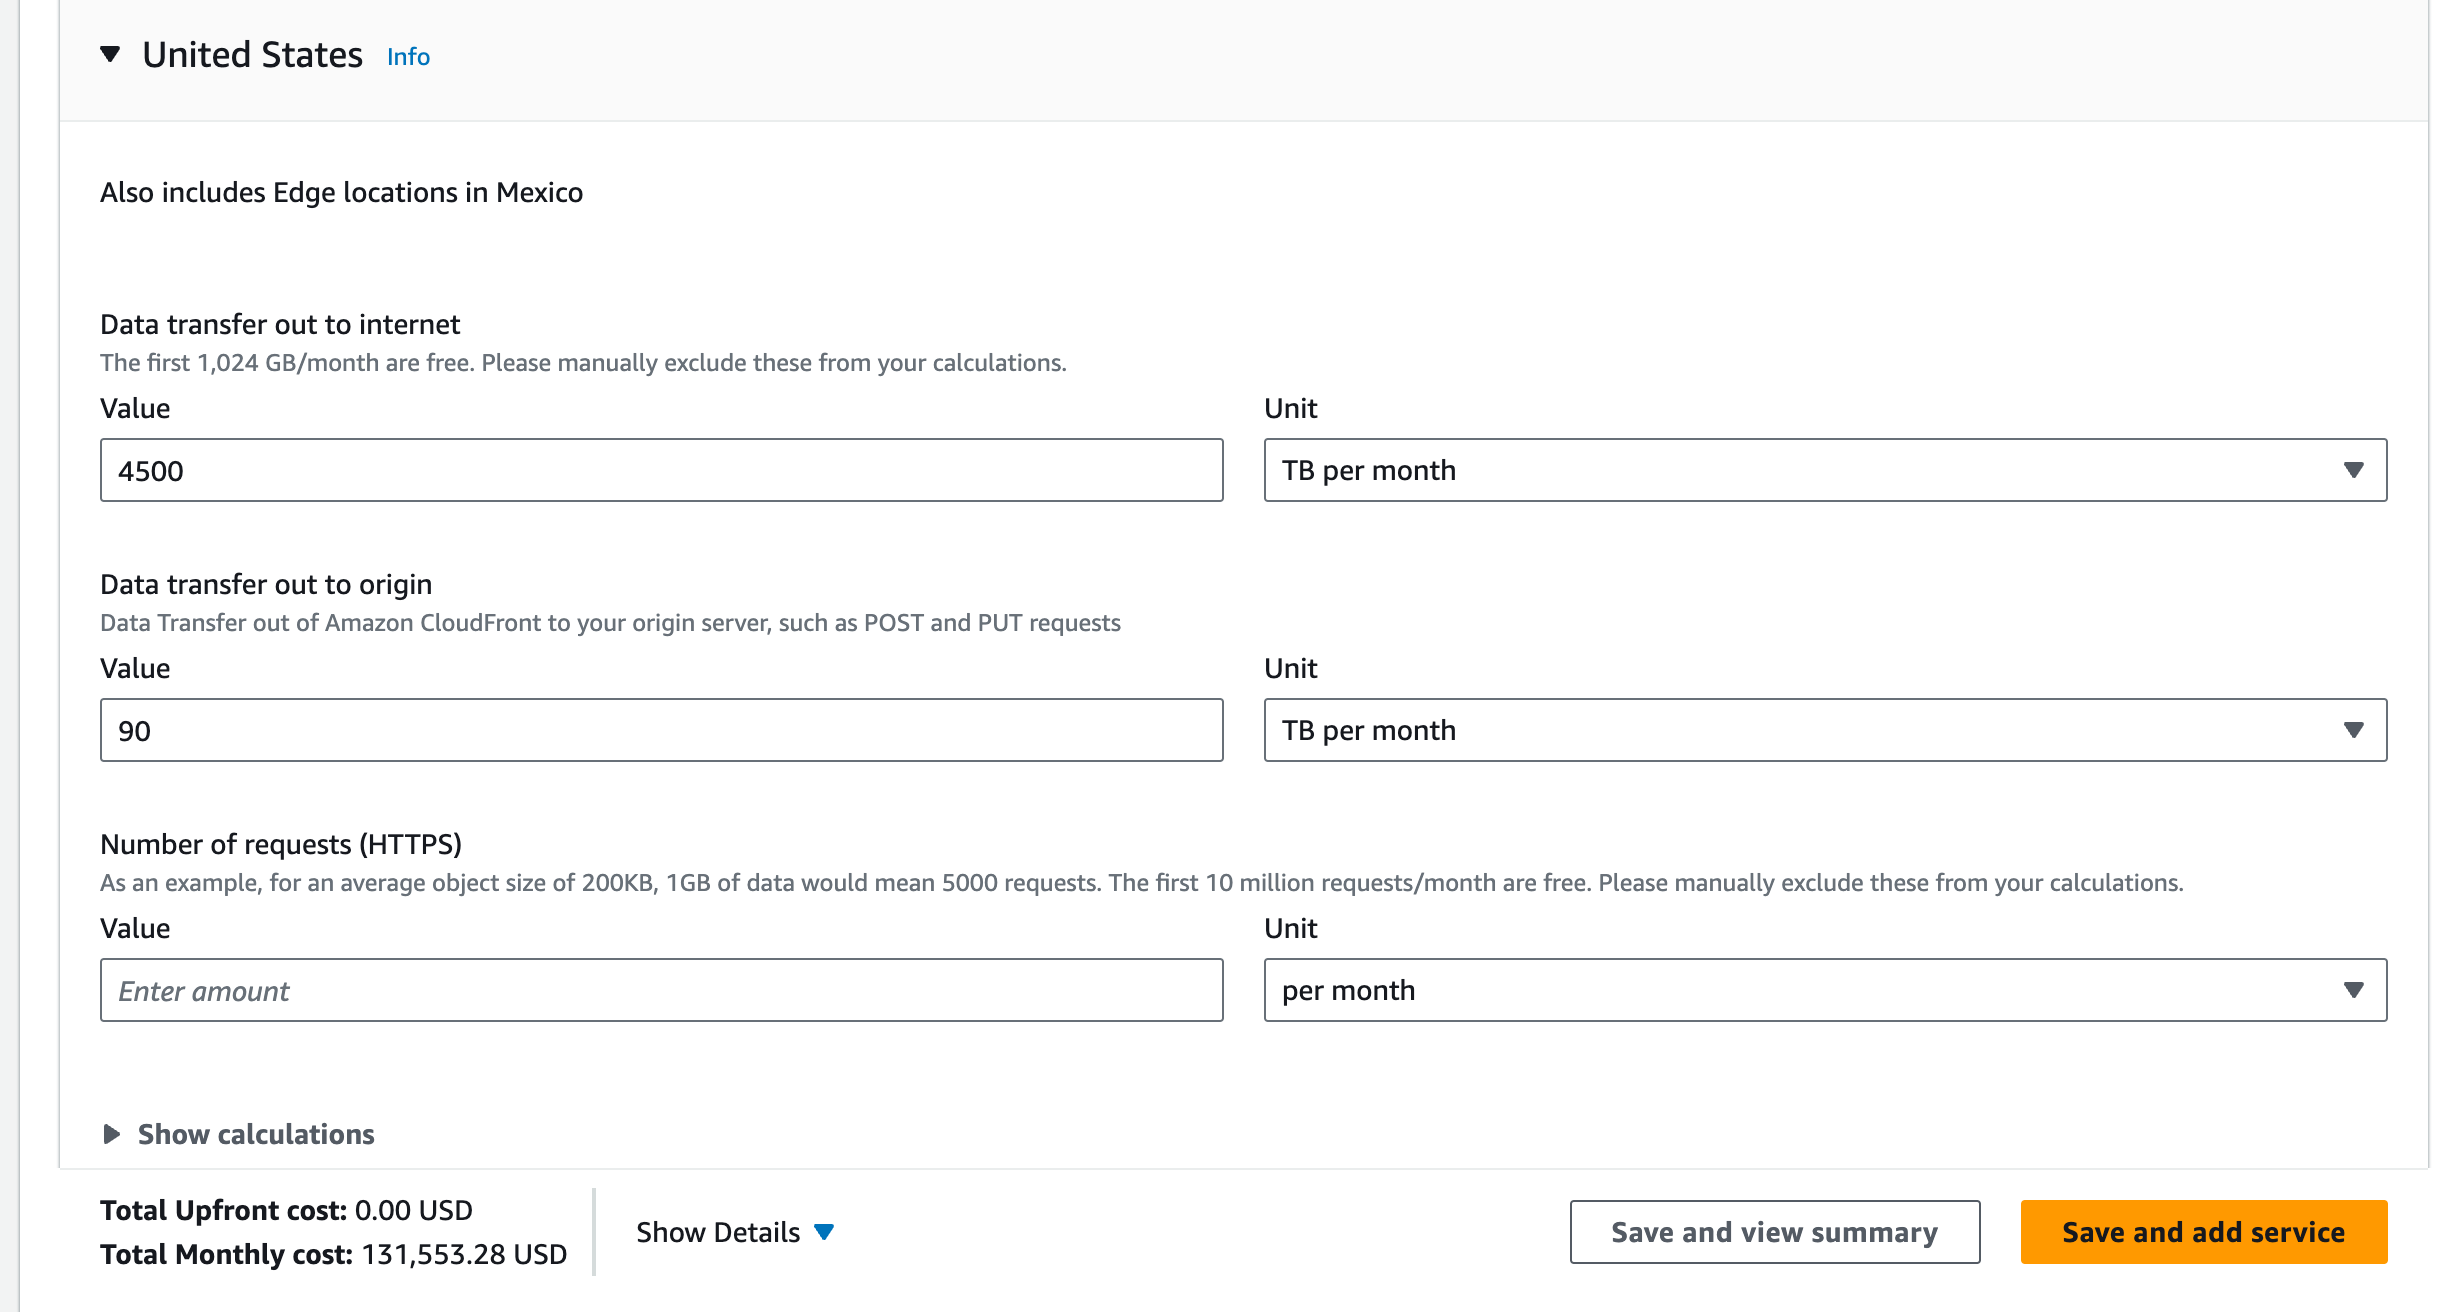 United States Info
Also includes Edge locations in Mexico
Data transfer out to internet
The first 1,024 GB/month are free. Please manually exclude these from your calculations.
Value Unit
4500 TB per month
Data transfer out to origin
Data Transfer out of Amazon CloudFront to your origin server, such as POST and PUT requests
Value Unit
90 TB per month
Number of requests (HTTPS)
As an example, for an average object size of 200KB, 1GB of data would mean 5000 requests. The first 10 million requests/month are free. Please manually exclude these from your calculations.
Value Unit
Enter amount per month
Show calculations
Total Upfront cost: 0.00 USD
Total Monthly cost: 131,553.28 USD
Show Details
Save and view summary
Save and add service